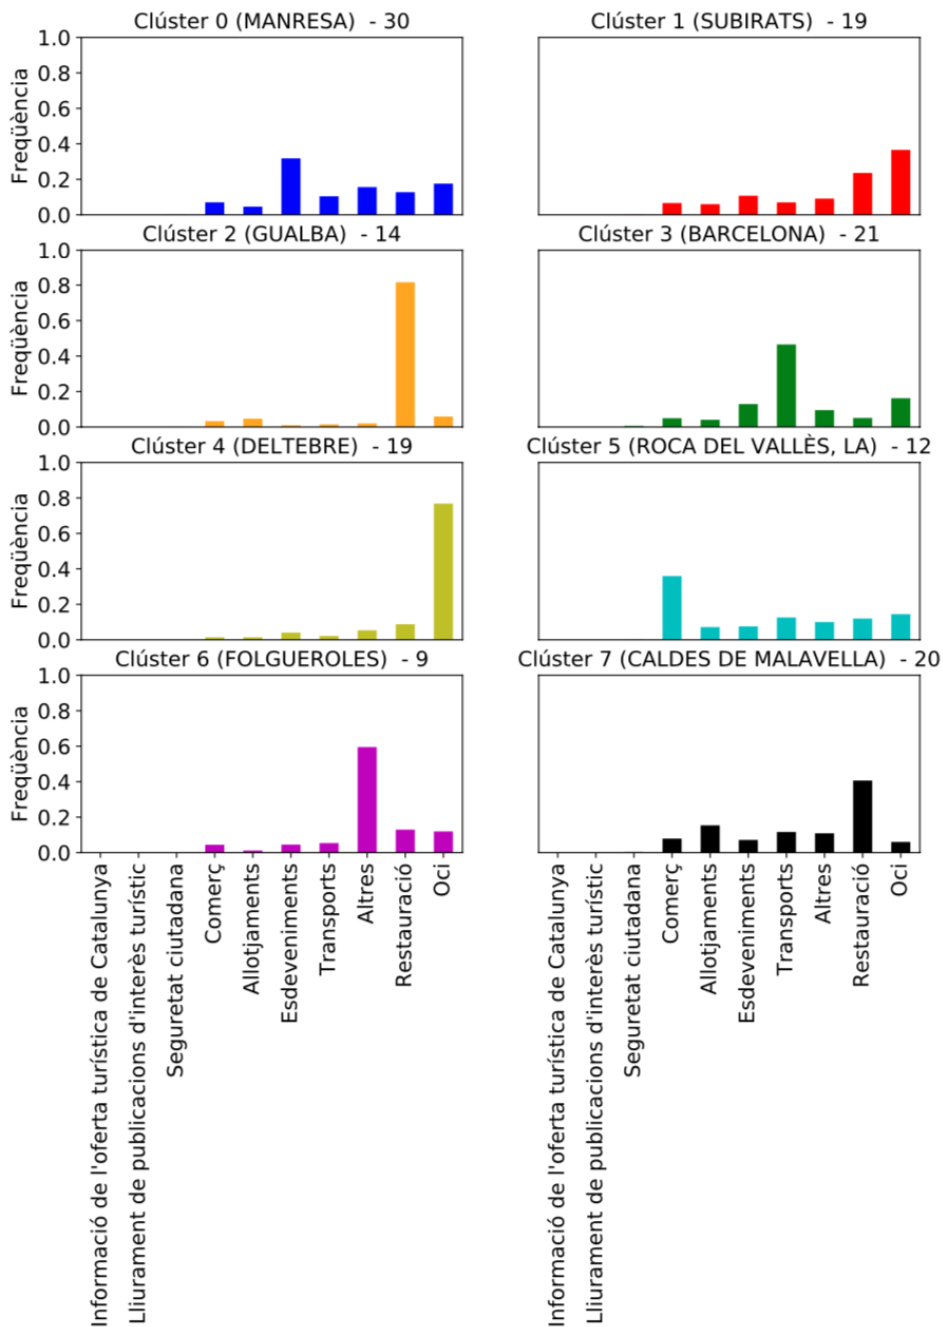 Clúster 0 (MANRESA)  - 30
Clúster 1 (SUBIRATS)  - 19
1.0
0.8
0.6
0.4
0.2
0.0
Freqüència
Clúster 2 (GUALBA)  - 14
Clúster 3 (BARCELONA)  - 21
1.0
0.8
0.6
0.4
0.2
0.0
Freqüència
Clúster 4 (DELTEBRE)  - 19
Clúster 5 (ROCA DEL VALLÈS, LA)  - 12
1.0
0.8
0.6
0.4
0.2
0.0
Freqüència
Clúster 6 (FOLGUEROLES)  - 9
Clúster 7 (CALDES DE MALAVELLA)  - 20
1.0
0.8
0.6
0.4
0.2
0.0
Freqüència
Informació de l'oferta turística de Catalunya
Lliurament de publicacions d'interès turístic
Seguretat ciutadana
Comerç
Allotjaments
Esdeveniments
Transports
Altres
Restauració
Oci
Informació de l'oferta turística de Catalunya
Lliurament de publicacions d'interès turístic
Seguretat ciutadana
Comerç
Allotjaments
Esdeveniments
Transports
Altres
Restauració
Oci